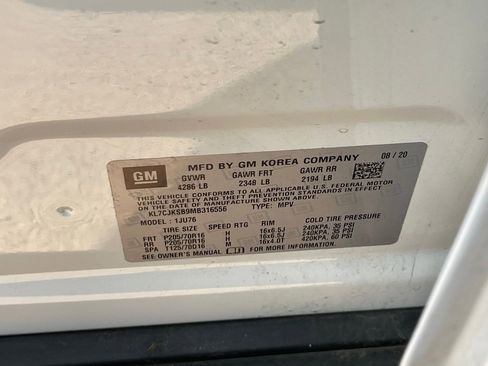 GM
MFD BY GM KOREA COMPANY 08/20
GVWR GAWR FRT GAWR RR
4286 LB 2348 LB 2194 LB
THIS VEHICLE CONFORMS TO ALL APPLICABLE U.S. FEDERAL MOTOR
VEHICLE SAFETY, BUMPER, AND THEFT PREVENTION STANDARDS IN
EFFECT ON THE DATE OF MANUFACTURE SHOWN ABOVE.
KL7CJKSB9MB316556 TYPE: MPV
MODEL: 1JU76
TIRE SIZE SPEED RTG RIM COLD TIRE PRESSURE
FRT P205/70R16 H 16x6.5J 240KPA, 35 PSI
RR P205/70R16 H 16x6.5J 240KPA, 35 PSI
SPA T125/70D16 M 16x4.0T 420KPA, 60 PSI
SEE OWNER'S MANUAL FOR MORE INFORMATION.